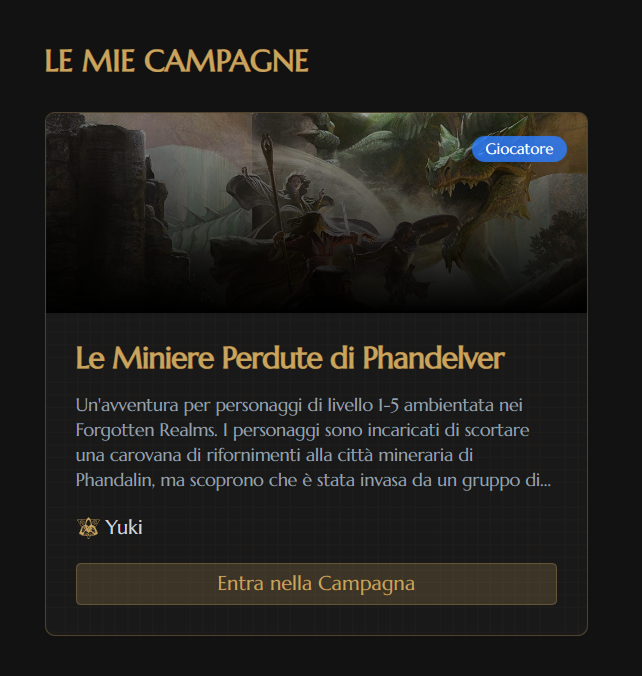 LE MIE CAMPAGNE
Giocatore
Le Miniere Perdute di Phandelver
Un'avventura per personaggi di livello 1-5 ambientata nei
Forgotten Realms. I personaggi sono incaricati di scortare
una carovana di rifornimenti alla città mineraria di
Phandalin, ma scoprono che è stata invasa da un gruppo di...
Yuki
Entra nella Campagna